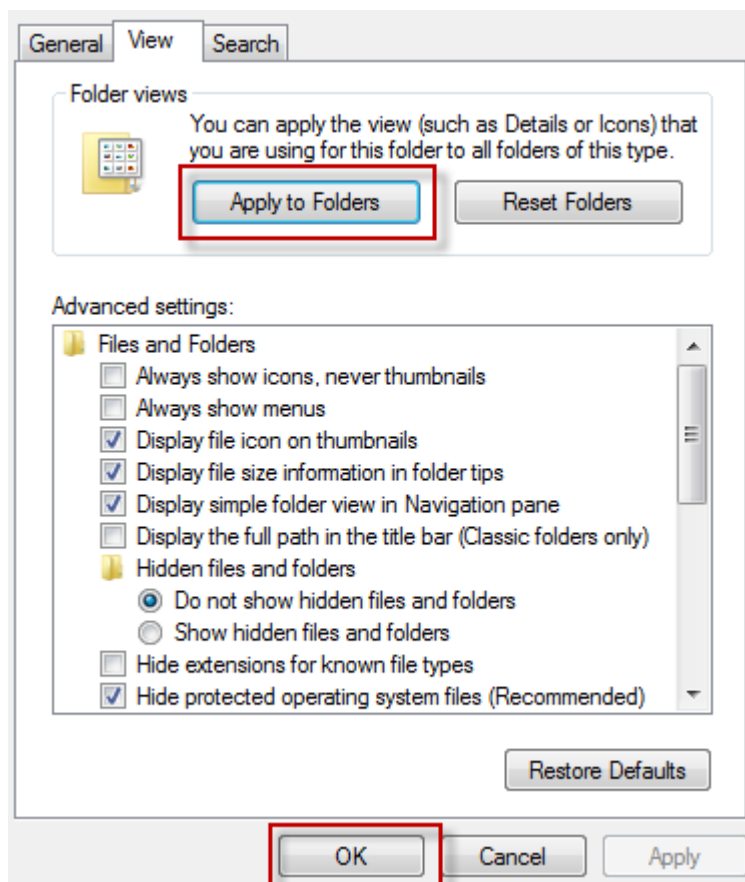 General View Search
Folder views
You can apply the view (such as Details or Icons) that
you are using for this folder to all folders of this type.
Apply to Folders Reset Folders
Advanced settings:
Files and Folders
Always show icons, never thumbnails
Always show menus
Display file icon on thumbnails
Display file size information in folder tips
Display simple folder view in Navigation pane
Display the full path in the title bar (Classic folders only)
Hidden files and folders
Do not show hidden files and folders
Show hidden files and folders
Hide extensions for known file types
Hide protected operating system files (Recommended)
Restore Defaults
OK Cancel Apply